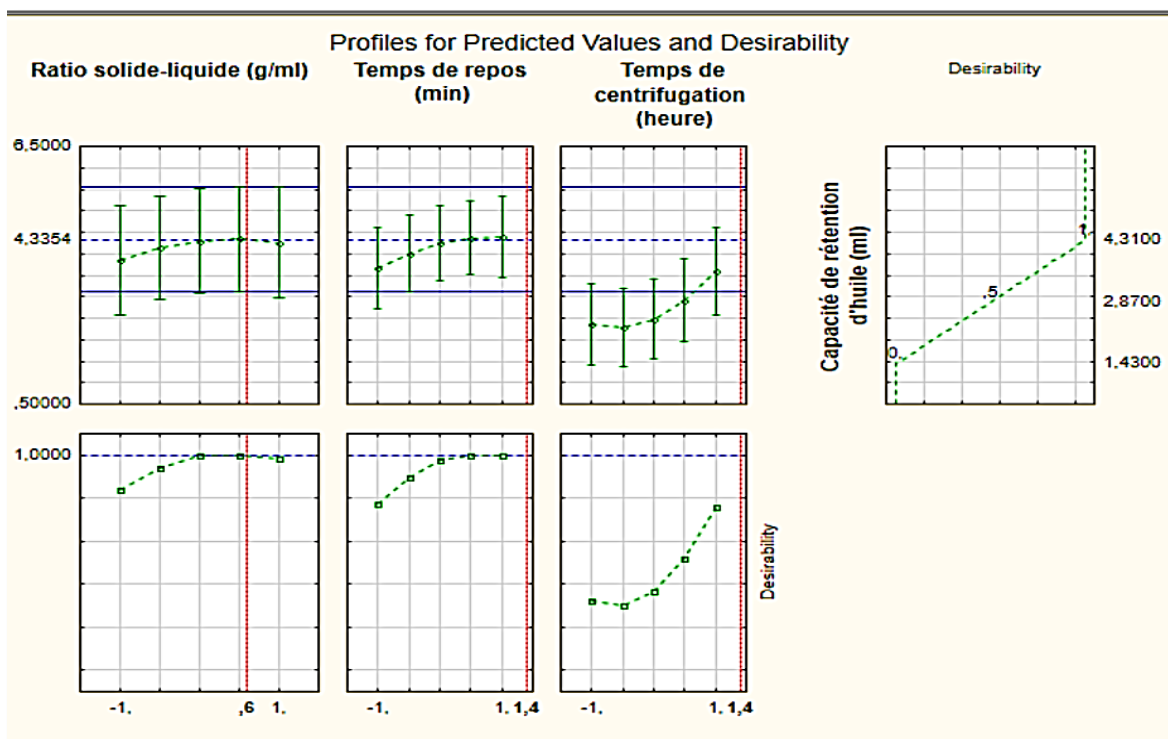 Profiles for Predicted Values and Desirability
Ratio solide-liquide (g/ml)
Temps de repos
(min)
Temps de
centrifugation
(heure)
Desirability
6,5000
4,3354
,50000
Capacité de rétention
d'huile (ml)
1,
,5
0,
4,3100
2,8700
1,4300
1,0000
Desirability
-1,
,6
1,
-1,
1,
1,4
-1,
1,
1,4